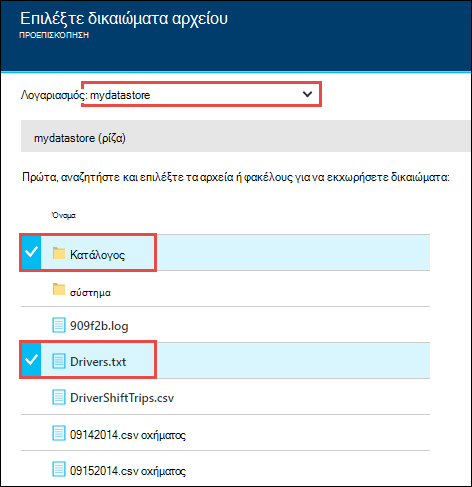 Επιλέξτε δικαιώματα αρχείου
ΠΡΟΕΠΙΣΚΟΠΗΣΗ
Λογαριασμός: mydatastore
mydatastore (ρίζα)
Πρώτα, αναζητήστε και επιλέξτε τα αρχεία ή φακέλους για να εκχωρήσετε δικαιώματα:
Όνομα
Κατάλογος
σύστημα
909f2b.log
Drivers.txt
DriverShiftTrips.csv
09142014.csv οχήματος
09152014.csv οχήματος